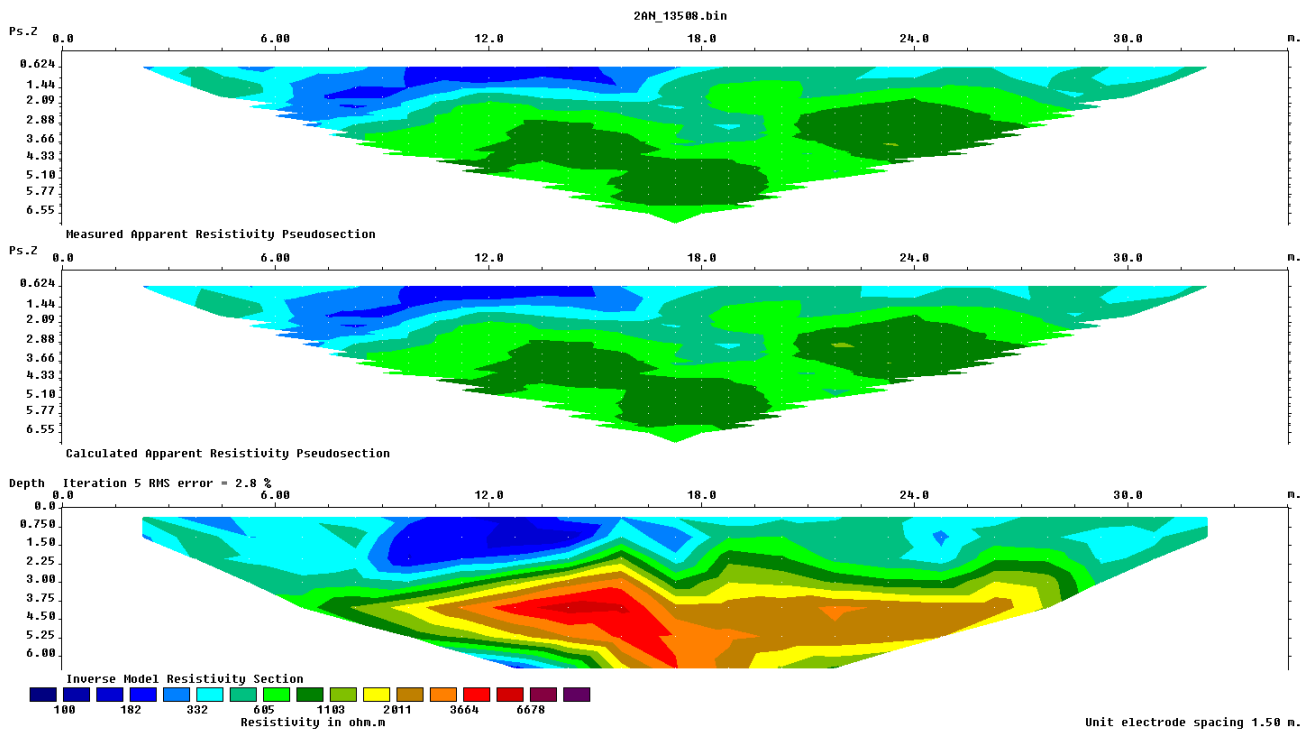 2AN_13508.bin
Ps.Z 0.0 6.00 12.0 18.0 24.0 30.0 m.
0.624
1.44
2.09
2.88
3.66
4.33
5.10
5.77
6.55
Measured Apparent Resistivity Pseudosection
Ps.Z 0.0 6.00 12.0 18.0 24.0 30.0 m.
0.624
1.44
2.09
2.88
3.66
4.33
5.10
5.77
6.55
Calculated Apparent Resistivity Pseudosection
Depth Iteration 5 RMS error = 2.8 %
0.0 6.00 12.0 18.0 24.0 30.0 m.
0.0
0.750
1.50
2.25
3.00
3.75
4.50
5.25
6.00
Inverse Model Resistivity Section
100 182 332 605 1103 2011 3664 6678
Resistivity in ohm.m
Unit electrode spacing 1.50 m.